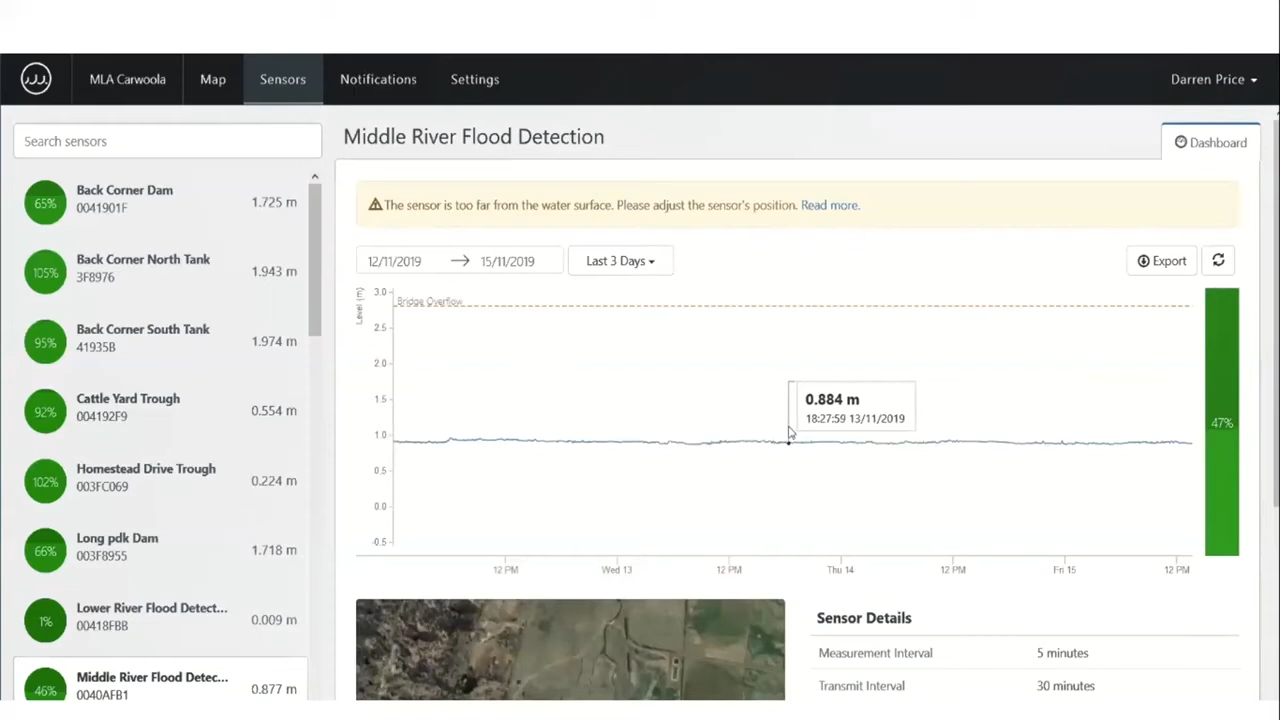 MLA Carwoola
Map
Sensors
Notifications
Settings
Darren Price
Search sensors
65%
Back Corner Dam
0041901F
1.725 m
105%
Back Corner North Tank
3F8976
1.943 m
95%
Back Corner South Tank
41935B
1.974 m
92%
Cattle Yard Trough
004192F9
0.554 m
102%
Homestead Drive Trough
003FC069
0.224 m
66%
Long pdk Dam
003F8955
1.718 m
1%
Lower River Flood Detect...
00418FBB
0.009 m
46%
Middle River Flood Detec...
0040AFB1
0.877 m
Middle River Flood Detection
Dashboard
The sensor is too far from the water surface. Please adjust the sensor's position. Read more.
12/11/2019
15/11/2019
Last 3 Days
Export
Level (m)
3.0
Bridge Overflow
2.5
2.0
1.5
1.0
0.5
0.0
-0.5
0.884 m
18:27:59 13/11/2019
47%
12 PM
Wed 13
12 PM
Thu 14
12 PM
Fri 15
12 PM
Sensor Details
Measurement Interval
5 minutes
Transmit Interval
30 minutes